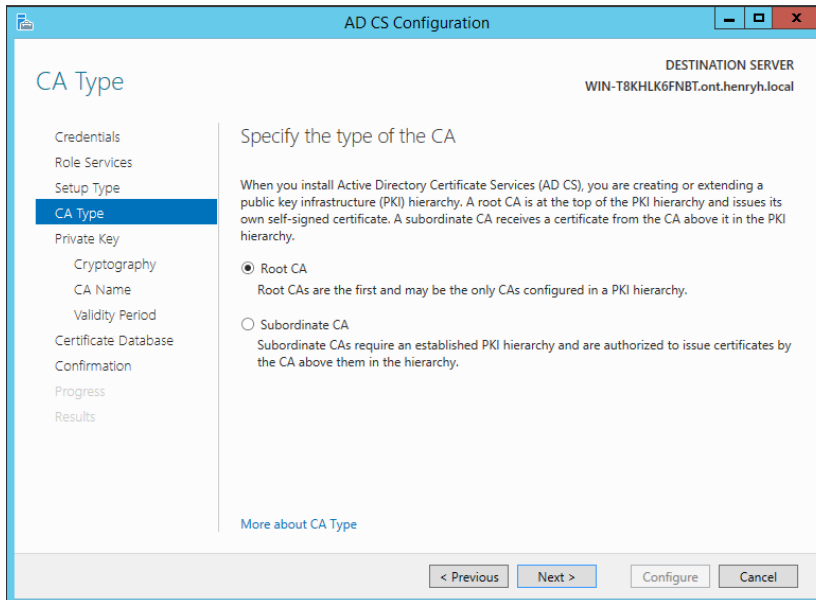 AD CS Configuration
CA Type
DESTINATION SERVER
WIN-T8KHLK6FNBT.ont.henryh.local
Credentials
Role Services
Setup Type
CA Type
Private Key
Cryptography
CA Name
Validity Period
Certificate Database
Confirmation
Progress
Results
Specify the type of the CA
When you install Active Directory Certificate Services (AD CS), you are creating or extending a
public key infrastructure (PKI) hierarchy. A root CA is at the top of the PKI hierarchy and issues its
own self-signed certificate. A subordinate CA receives a certificate from the CA above it in the PKI
hierarchy.
Root CA
Root CAs are the first and may be the only CAs configured in a PKI hierarchy.
Subordinate CA
Subordinate CAs require an established PKI hierarchy and are authorized to issue certificates by
the CA above them in the hierarchy.
More about CA Type
< Previous
Next >
Configure
Cancel